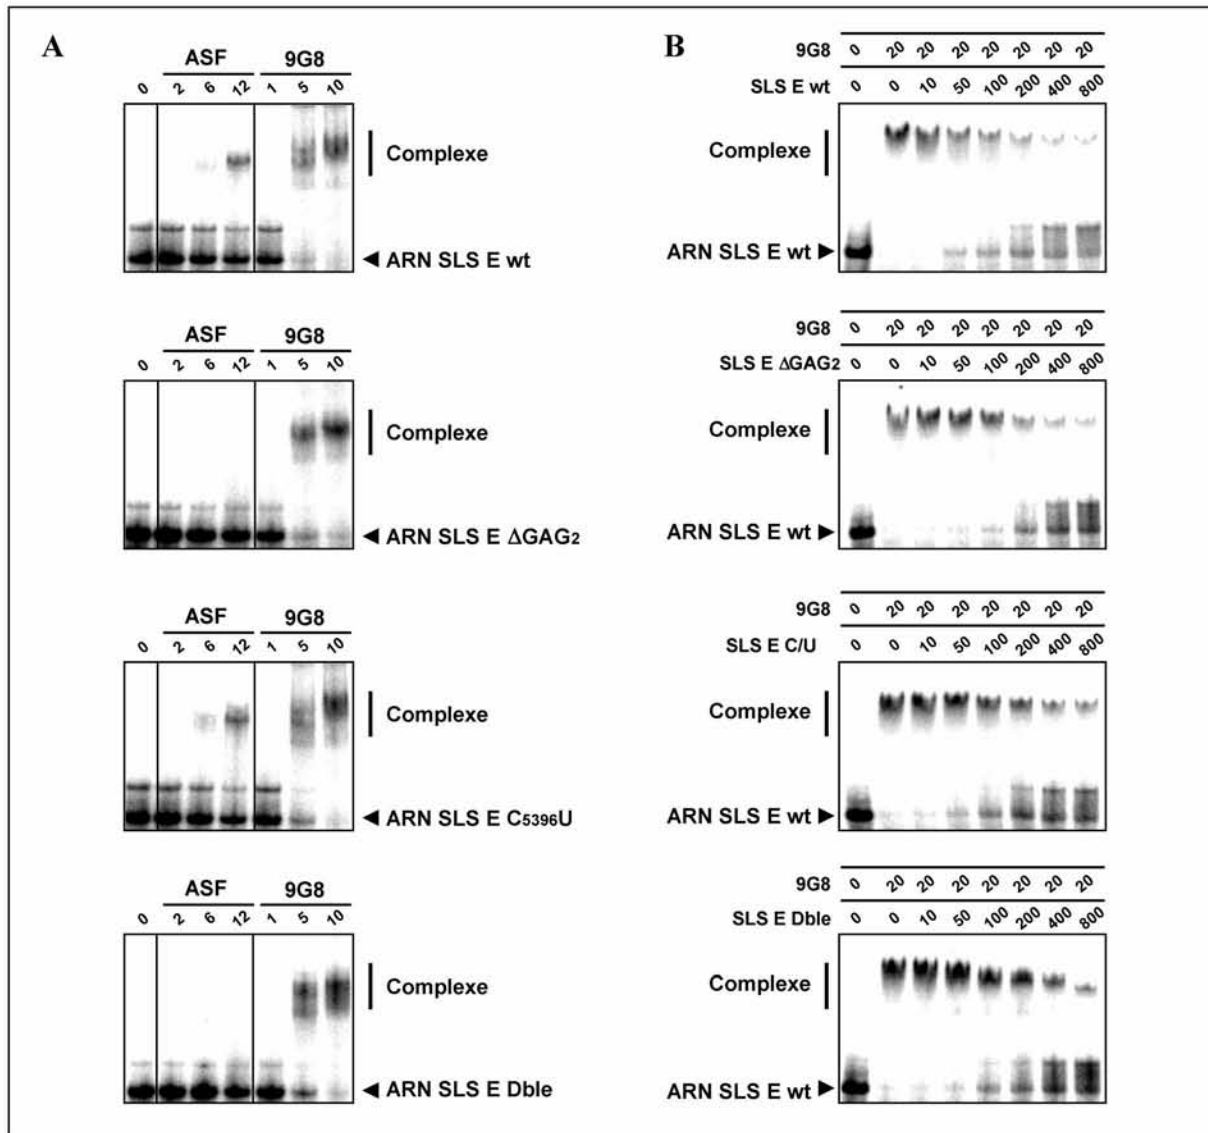 A
ASF 9G8
0 2 6 12 1 5 10
Complexe
◄ ARN SLS E wt
ASF 9G8
0 2 6 12 1 5 10
Complexe
◄ ARN SLS E ΔGAG2
ASF 9G8
0 2 6 12 1 5 10
Complexe
◄ ARN SLS E C5396U
ASF 9G8
0 2 6 12 1 5 10
Complexe
◄ ARN SLS E Dble
B
9G8 0 20 20 20 20 20 20 20
SLS E wt 0 0 10 50 100 200 400 800
Complexe
ARN SLS E wt ►
9G8 0 20 20 20 20 20 20 20
SLS E ΔGAG2 0 0 10 50 100 200 400 800
Complexe
ARN SLS E wt ►
9G8 0 20 20 20 20 20 20 20
SLS E C/U 0 0 10 50 100 200 400 800
Complexe
ARN SLS E wt ►
9G8 0 20 20 20 20 20 20 20
SLS E Dble 0 0 10 50 100 200 400 800
Complexe
ARN SLS E wt ►